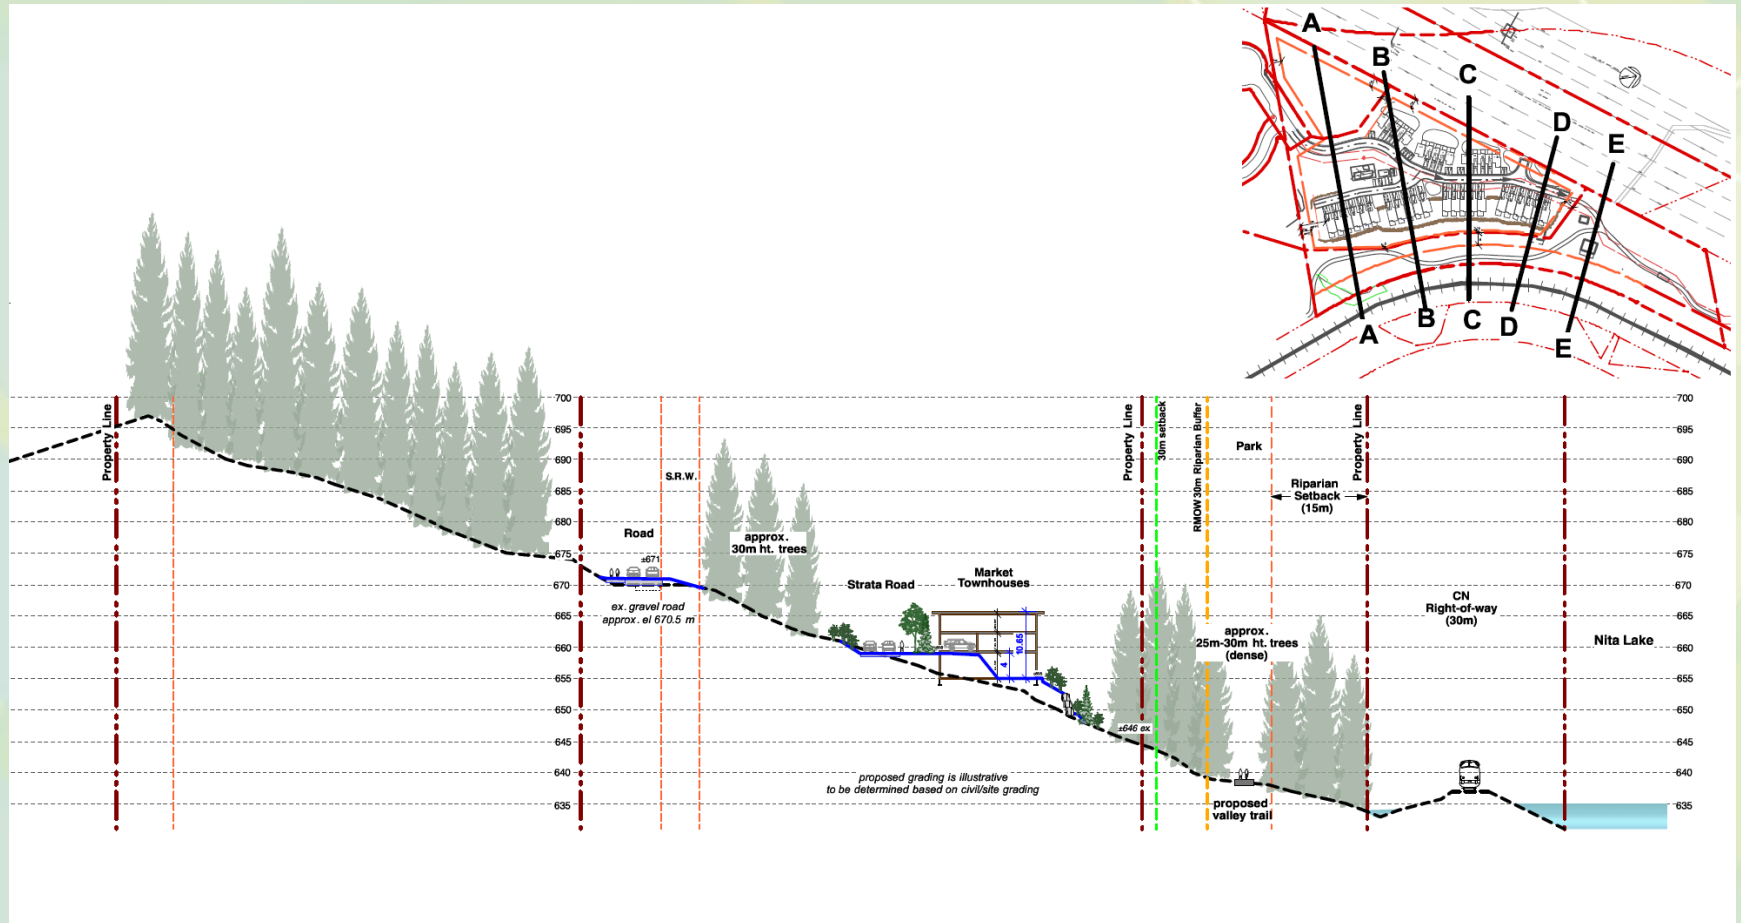 A
B
C
D
E
A
B
C
D
E
700
695
690
685
680
675
670
665
660
655
650
645
640
635
700
695
690
685
680
675
670
665
660
655
650
645
640
635
Property Line
S.R.W.
Road
±671
ex. gravel road
approx. el 670.5 m
approx.
30m ht. trees
Strata Road
Market
Townhouses
4
10.65
±646 ex.
proposed grading is illustrative
to be determined based on civil/site grading
Property Line
30m setback
RMOW 30m Riparian Buffer
Park
Riparian
Setback
(15m)
Property Line
approx.
25m-30m ht. trees
(dense)
proposed
valley trail
CN
Right-of-way
(30m)
Nita Lake